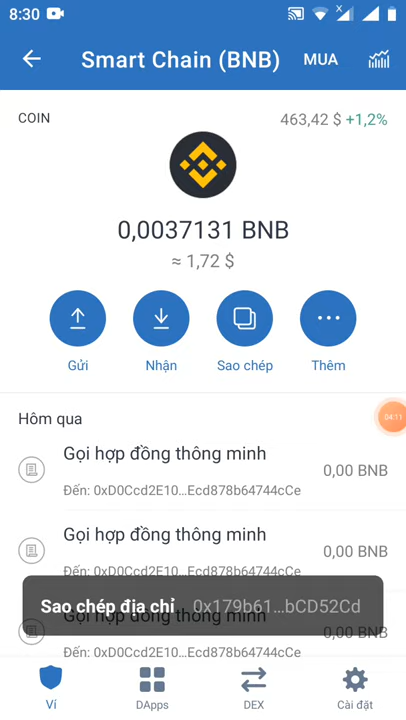 8:30
Smart Chain (BNB)
MUA
COIN
463,42 $ +1,2%
0,0037131 BNB
≈ 1,72 $
Gửi
Nhận
Sao chép
Thêm
Hôm qua
04:11
Gọi hợp đồng thông minh
0,00 BNB
Đến: 0xD0Ccd2E10...Ecd878b64744cCe
Gọi hợp đồng thông minh
0,00 BNB
Đến: 0xD0Ccd2E10...Ecd878b64744cCe
Sao chép địa chỉ 0x179b61...bCD52Cd
Gọi hợp đồng thông minh
0,00 BNB
Đến: 0xD0Ccd2E10...Ecd878b64744cCe
Ví
DApps
DEX
Cài đặt